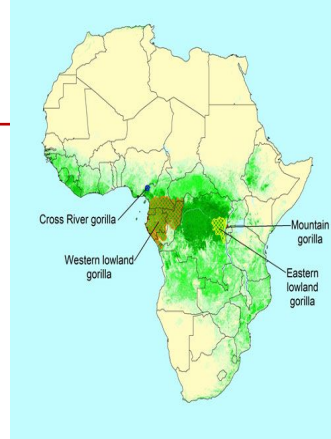 Cross River gorilla
Western lowland
gorilla
Mountain
gorilla
Eastern
lowland
gorilla